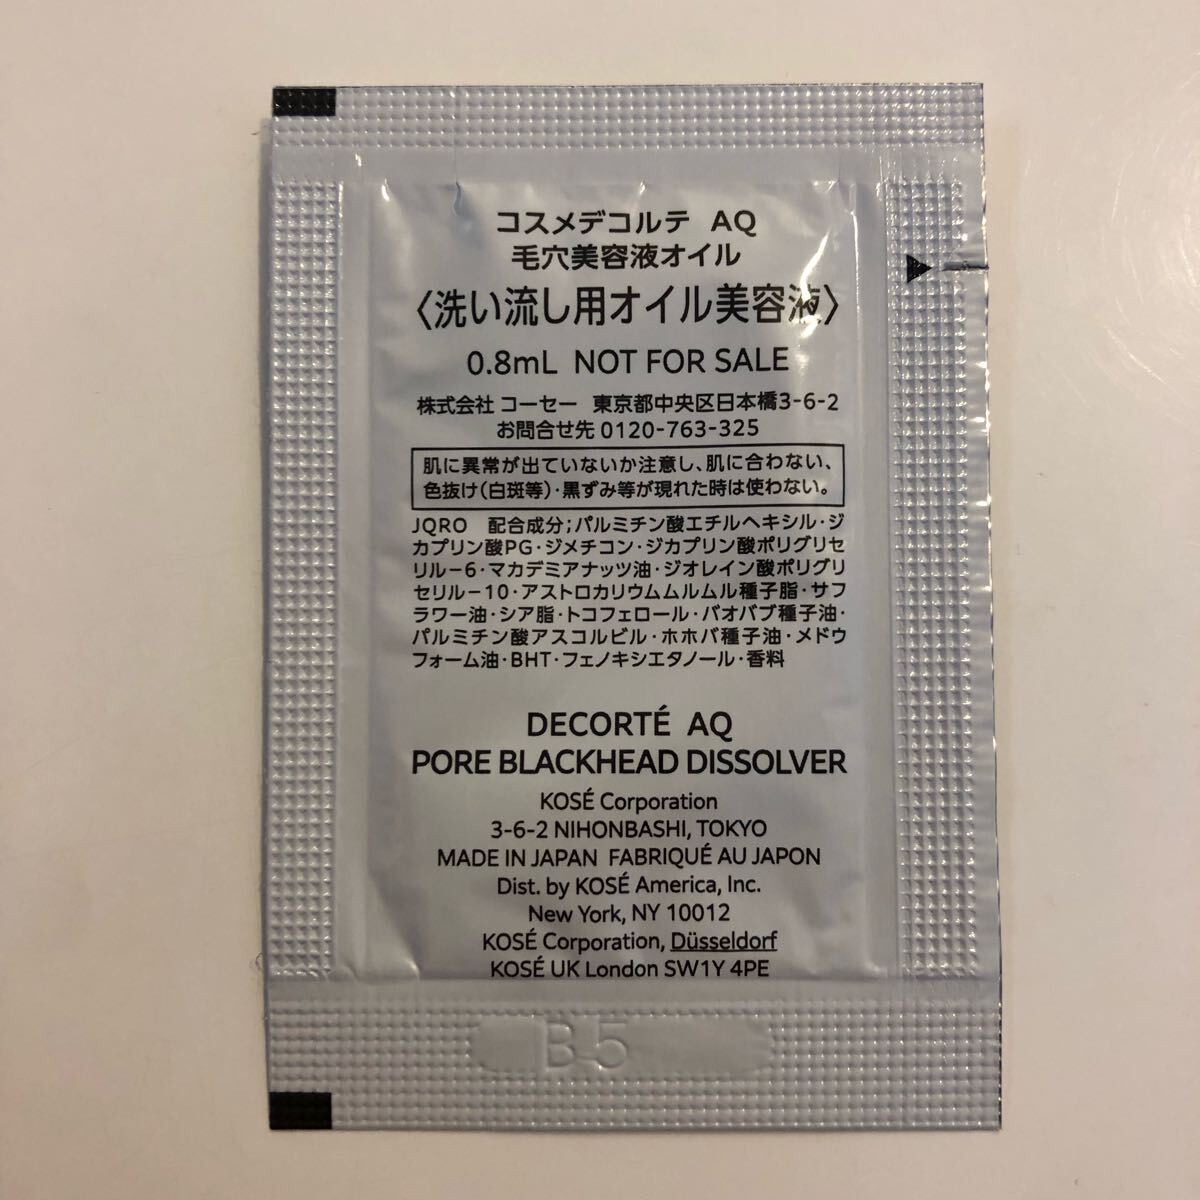 コスメデコルテ AQ
毛穴美容液オイル
〈洗い流し用オイル美容液〉
0.8mL NOT FOR SALE
株式会社 コーセー 東京都中央区日本橋3-6-2
お問合せ先 0120-763-325
肌に異常が出ていないか注意し、肌に合わない、
色抜け(白斑等)・黒ずみ等が現れた時は使わない。
JQRO 配合成分;パルミチン酸エチルヘキシル・ジ
カプリン酸PG・ジメチコン・ジカプリン酸ポリグリセ
リル－6・マカデミアナッツ油・ジオレイン酸ポリグリ
セリル－10・アストロカリウムムルムル種子脂・サフ
ラワー油・シア脂・トコフェロール・バオバブ種子油・
パルミチン酸アスコルビル・ホホバ種子油・メドウ
フォーム油・BHT・フェノキシエタノール・香料
DECORTÉ AQ
PORE BLACKHEAD DISSOLVER
KOSÉ Corporation
3-6-2 NIHONBASHI, TOKYO
MADE IN JAPAN FABRIQUÉ AU JAPON
Dist. by KOSÉ America, Inc.
New York, NY 10012
KOSÉ Corporation, Düsseldorf
KOSÉ UK London SW1Y 4PE
B 5